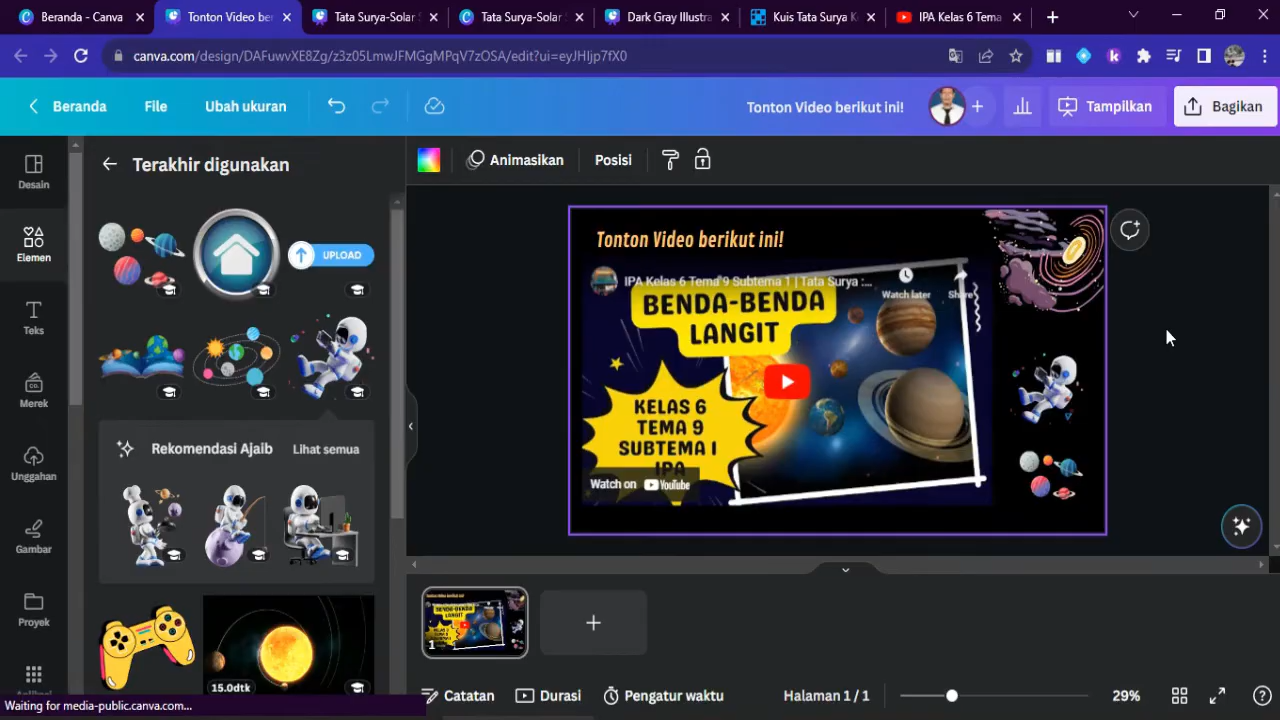 Beranda - Canva
Tonton Video be
Tata Surya-Solar
Tata Surya-Solar
Dark Gray Illustra
Kuis Tata Surya K
IPA Kelas 6 Tema
canva.com/design/DAFuwvXE8Zg/z3z05LmwJFMGgMPqV7zOSA/edit?ui=eyJHIjp7fX0
Beranda
File
Ubah ukuran
Tonton Video berikut ini!
Tampilkan
Bagikan
Desain
Elemen
Teks
Merek
Unggahan
Gambar
Proyek
Terakhir digunakan
UPLOAD
Rekomendasi Ajaib
Lihat semua
15.0dtk
Animasikan
Posisi
Tonton Video berikut ini!
IPA Kelas 6 Tema 9 Subtema 1 | Tata Surya :...
Watch later
Share
BENDA-BENDA
LANGIT
KELAS 6
TEMA 9
SUBTEMA 1
IPA
Watch on YouTube
1
Catatan
Durasi
Pengatur waktu
Halaman 1 / 1
29%
Waiting for media-public.canva.com...